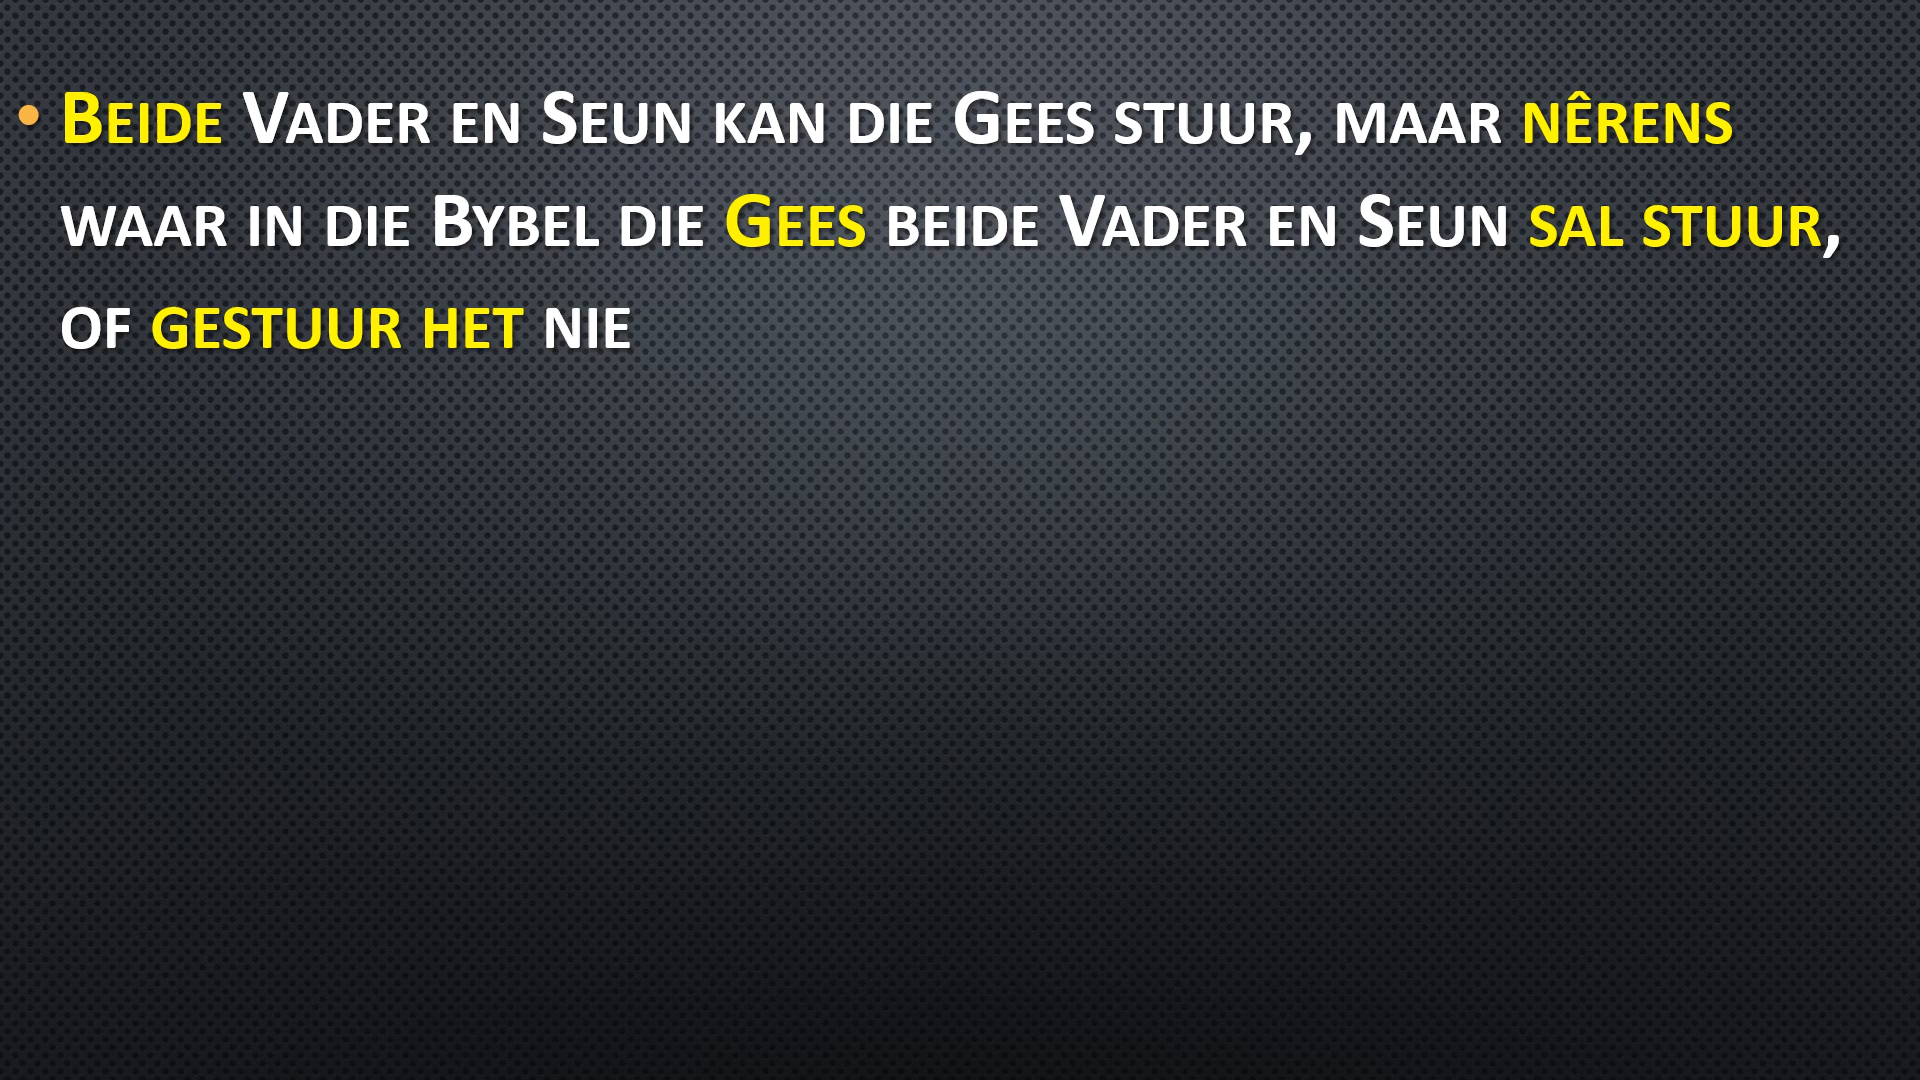 • Beide Vader en Seun kan die Gees stuur, maar nêrens
waar in die Bybel die Gees beide Vader en Seun sal stuur,
of gestuur het nie